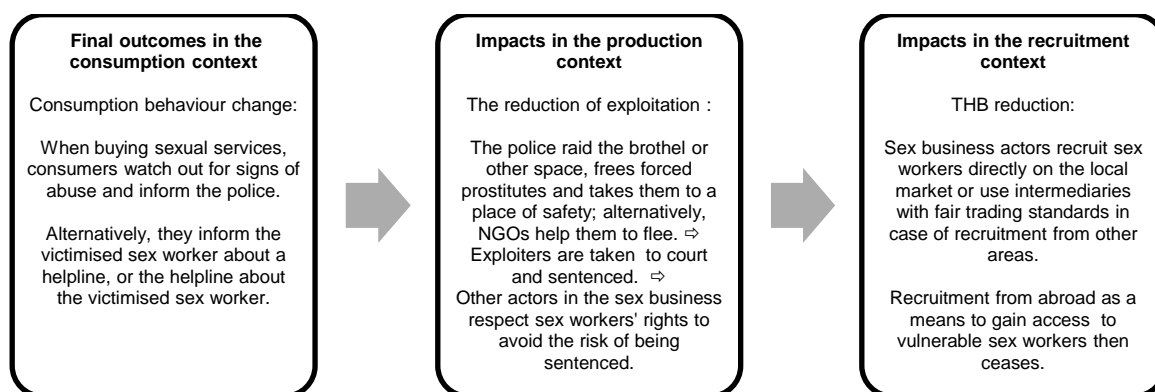 Final outcomes in the
consumption context
Consumption behaviour change:
When buying sexual services,
consumers watch out for signs of
abuse and inform the police.
Alternatively, they inform the
victimised sex worker about a
helpline, or the helpline about
the victimised sex worker.
Impacts in the production
context
The reduction of exploitation :
The police raid the brothel or
other space, frees forced
prostitutes and takes them to a
place of safety; alternatively,
NGOs help them to flee. ⇨
Exploiters are taken to court
and sentenced. ⇨
Other actors in the sex business
respect sex workers' rights to
avoid the risk of being
sentenced.
Impacts in the recruitment
context
THB reduction:
Sex business actors recruit sex
workers directly on the local
market or use intermediaries
with fair trading standards in
case of recruitment from other
areas.
Recruitment from abroad as a
means to gain access to
vulnerable sex workers then
ceases.